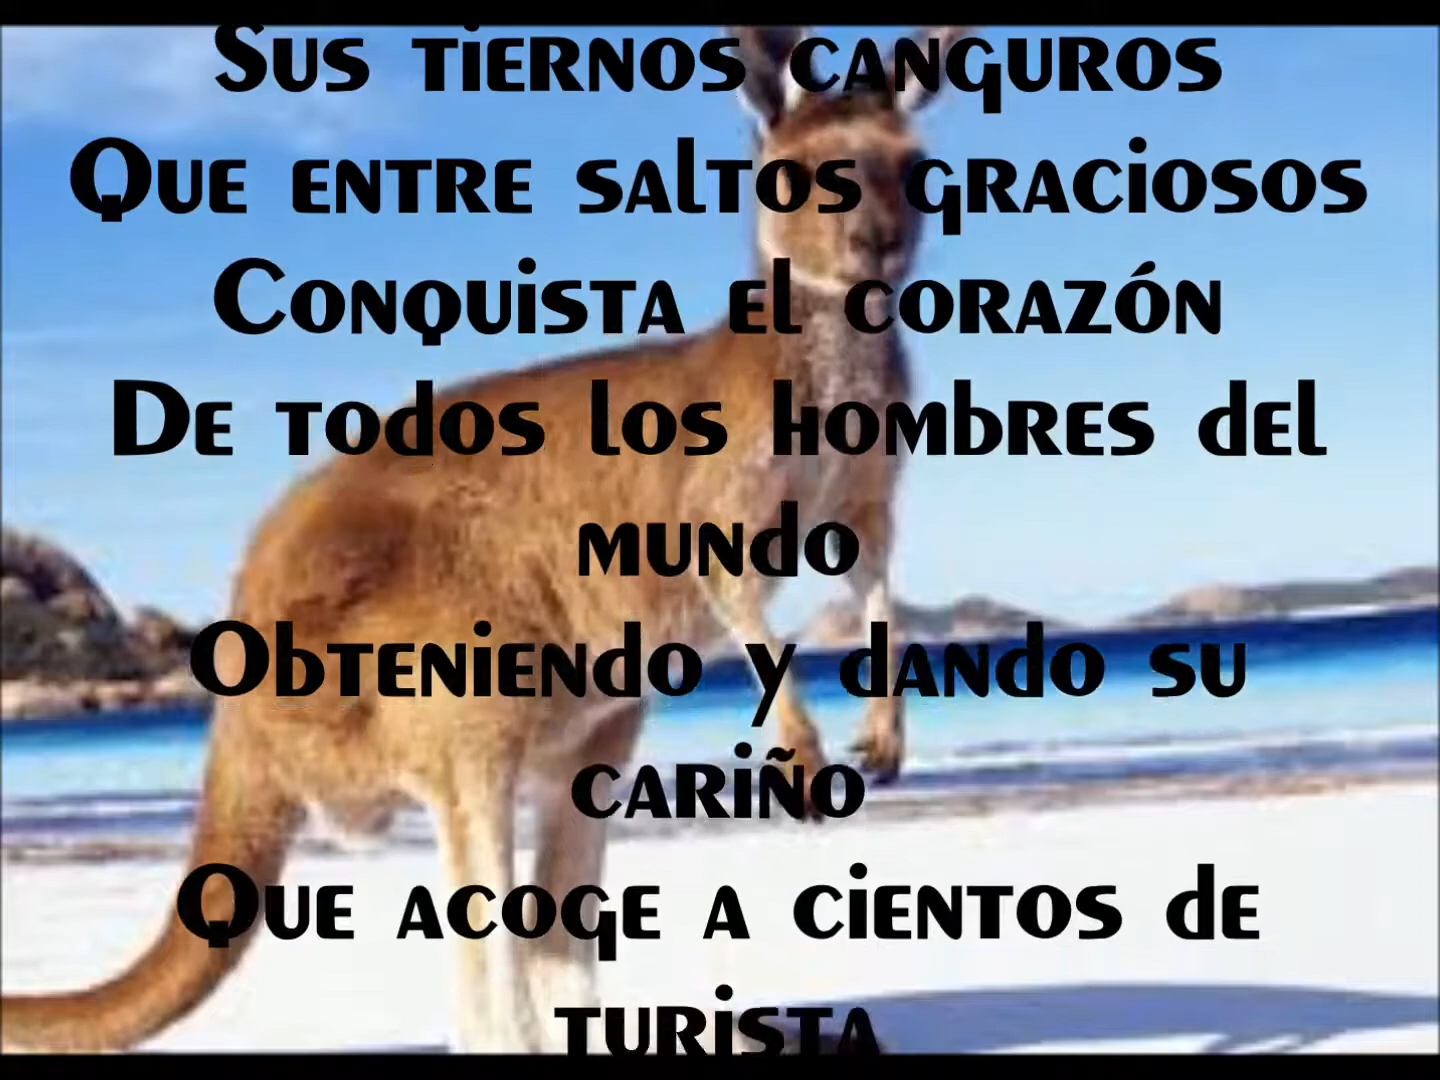 Sus tiernos canguros
Que entre saltos graciosos
Conquista el corazón
De todos los hombres del
mundo
Obteniendo y dando su
cariño
Que acoge a cientos de
turista